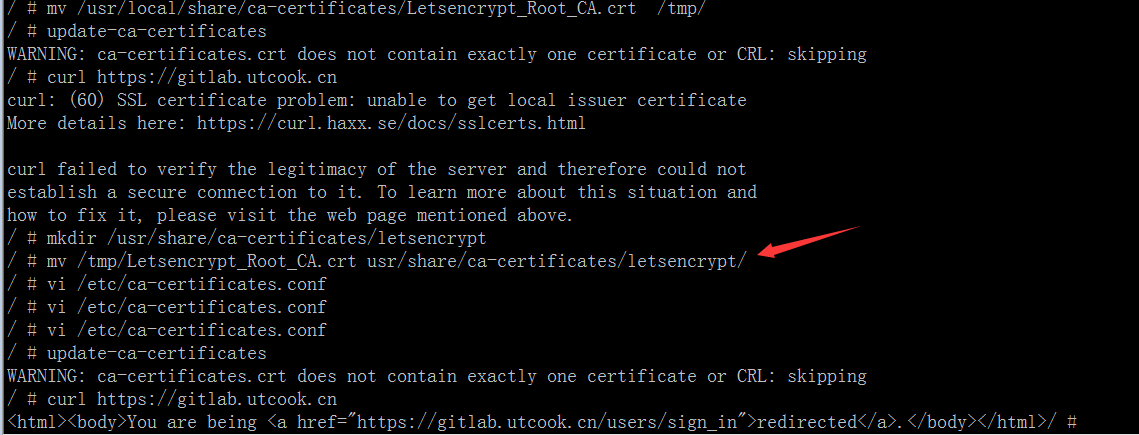 / # mv /usr/local/share/ca-certificates/Letsencrypt_Root_CA.crt  /tmp/
/ # update-ca-certificates
WARNING: ca-certificates.crt does not contain exactly one certificate or CRL: skipping
/ # curl https://gitlab.utcook.cn
curl: (60) SSL certificate problem: unable to get local issuer certificate
More details here: https://curl.haxx.se/docs/sslcerts.html

curl failed to verify the legitimacy of the server and therefore could not
establish a secure connection to it. To learn more about this situation and
how to fix it, please visit the web page mentioned above.
/ # mkdir /usr/share/ca-certificates/letsencrypt
/ # mv /tmp/Letsencrypt_Root_CA.crt usr/share/ca-certificates/letsencrypt/
/ # vi /etc/ca-certificates.conf
/ # vi /etc/ca-certificates.conf
/ # vi /etc/ca-certificates.conf
/ # update-ca-certificates
WARNING: ca-certificates.crt does not contain exactly one certificate or CRL: skipping
/ # curl https://gitlab.utcook.cn
<html><body>You are being <a href="https://gitlab.utcook.cn/users/sign_in">redirected</a>.</body></html>/ #